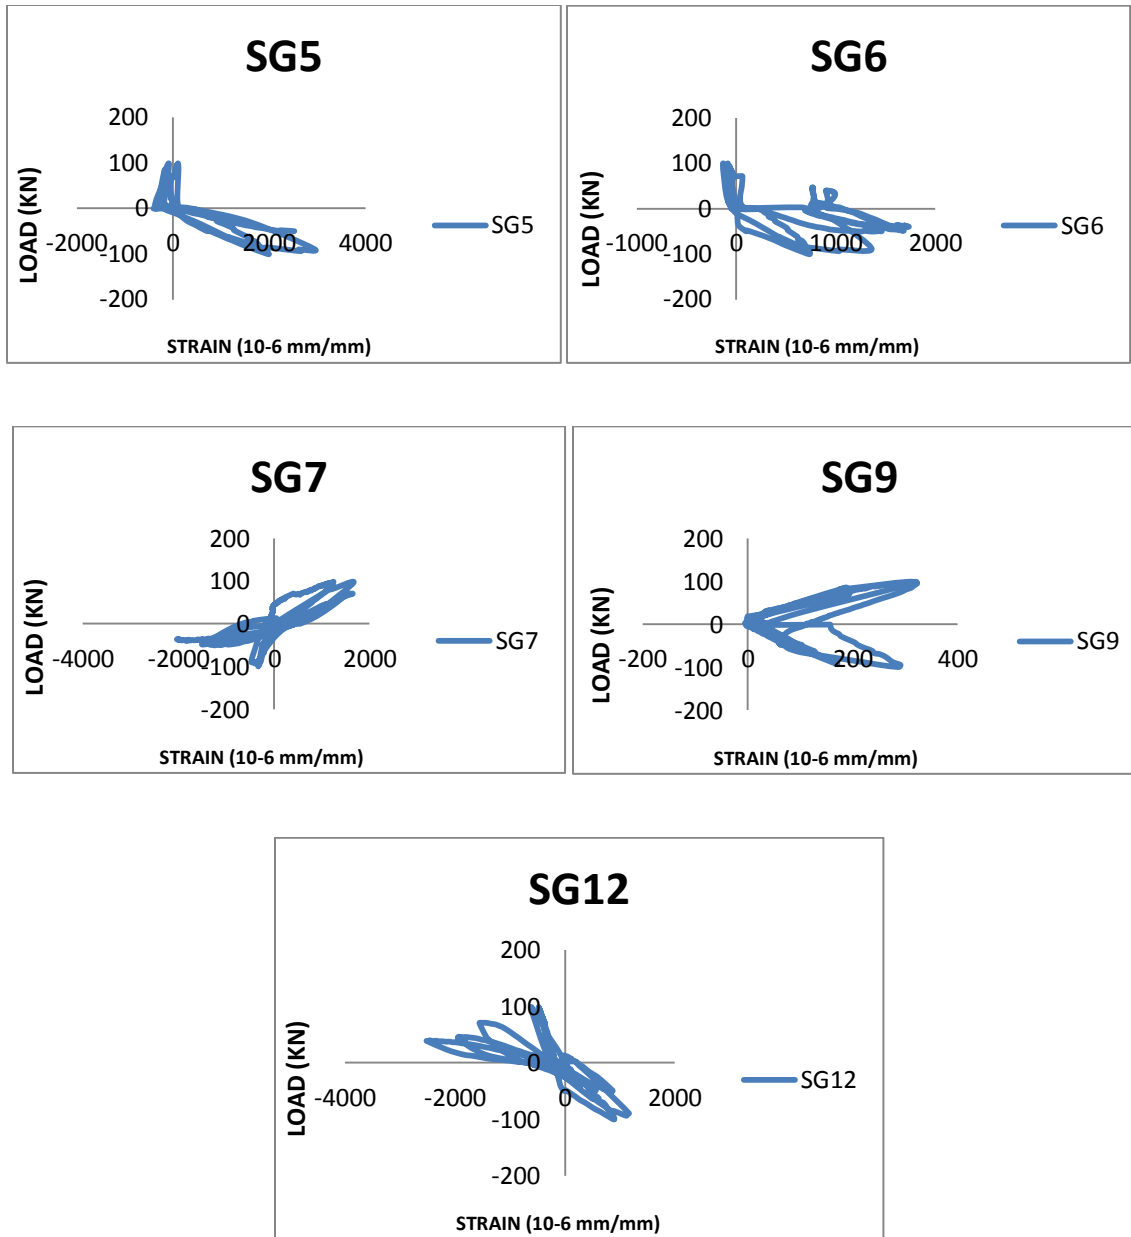 SG5
200
100
0
-100
-200
-2000 0 2000 4000
LOAD (KN)
STRAIN (10-6 mm/mm)
SG5
SG6
200
100
0
-100
-200
-1000 0 1000 2000
LOAD (KN)
STRAIN (10-6 mm/mm)
SG6
SG7
200
100
0
-100
-200
-4000 -2000 0 2000
LOAD (KN)
STRAIN (10-6 mm/mm)
SG7
SG9
200
100
0
-100
-200
-200 0 200 400
LOAD (KN)
STRAIN (10-6 mm/mm)
SG9
SG12
200
100
0
-100
-200
-4000 -2000 0 2000
LOAD (KN)
STRAIN (10-6 mm/mm)
SG12